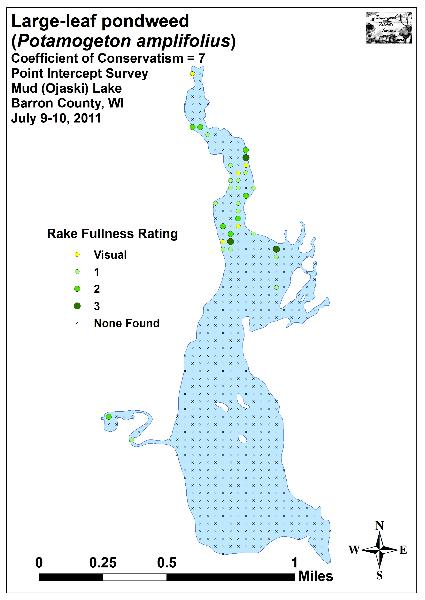 Large-leaf pondweed
(Potamogeton amplifolius)
Coefficient of Conservatism = 7
Point Intercept Survey
Mud (Ojaski) Lake
Barron County, WI
July 9-10, 2011
Rake Fullness Rating
Visual
1
2
3
None Found
N
W E
S
0 0.25 0.5 1
Miles